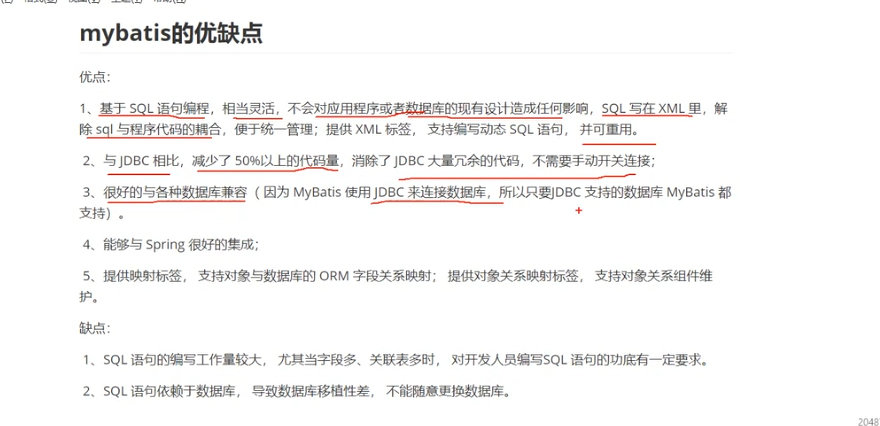 mybatis的优缺点
优点：
1、基于 SQL 语句编程，相当灵活，不会对应用程序或者数据库的现有设计造成任何影响，SQL 写在 XML 里，解
除 sql 与程序代码的耦合，便于统一管理；提供 XML 标签， 支持编写动态 SQL 语句， 并可重用。
2、与 JDBC 相比，减少了 50%以上的代码量，消除了 JDBC 大量冗余的代码，不需要手动开关连接；
3、很好的与各种数据库兼容（ 因为 MyBatis 使用 JDBC 来连接数据库，所以只要JDBC 支持的数据库 MyBatis 都
支持）。
4、能够与 Spring 很好的集成；
5、提供映射标签， 支持对象与数据库的 ORM 字段关系映射； 提供对象关系映射标签， 支持对象关系组件维
护。
缺点：
1、SQL 语句的编写工作量较大， 尤其当字段多、关联表多时， 对开发人员编写SQL 语句的功底有一定要求。
2、SQL 语句依赖于数据库， 导致数据库移植性差， 不能随意更换数据库。
2048